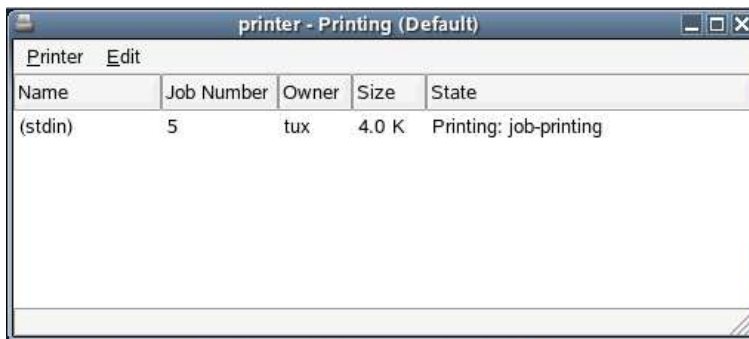 printer - Printing (Default)
Printer Edit
Name Job Number Owner Size State
(stdin) 5 tux 4.0 K Printing: job-printing